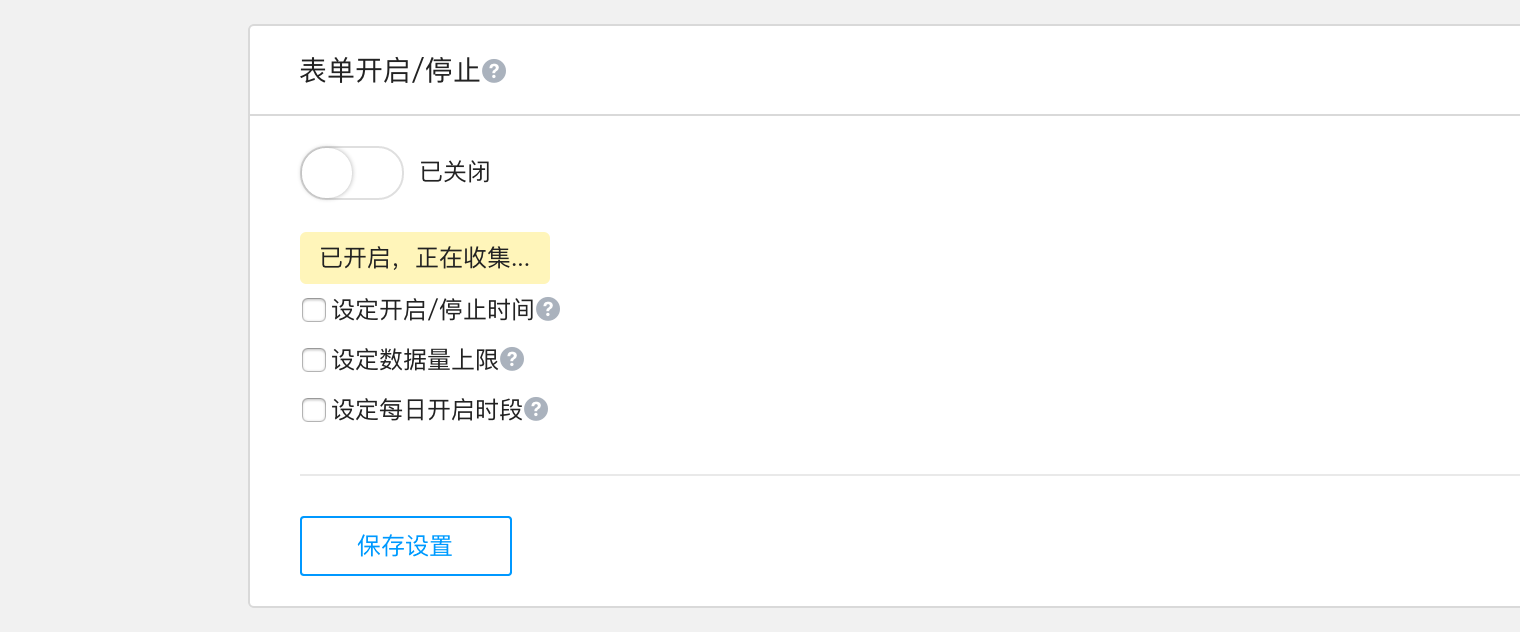 表单开启/停止?
已关闭
已开启，正在收集...
设定开启/停止时间?
设定数据量上限?
设定每日开启时段?
保存设置